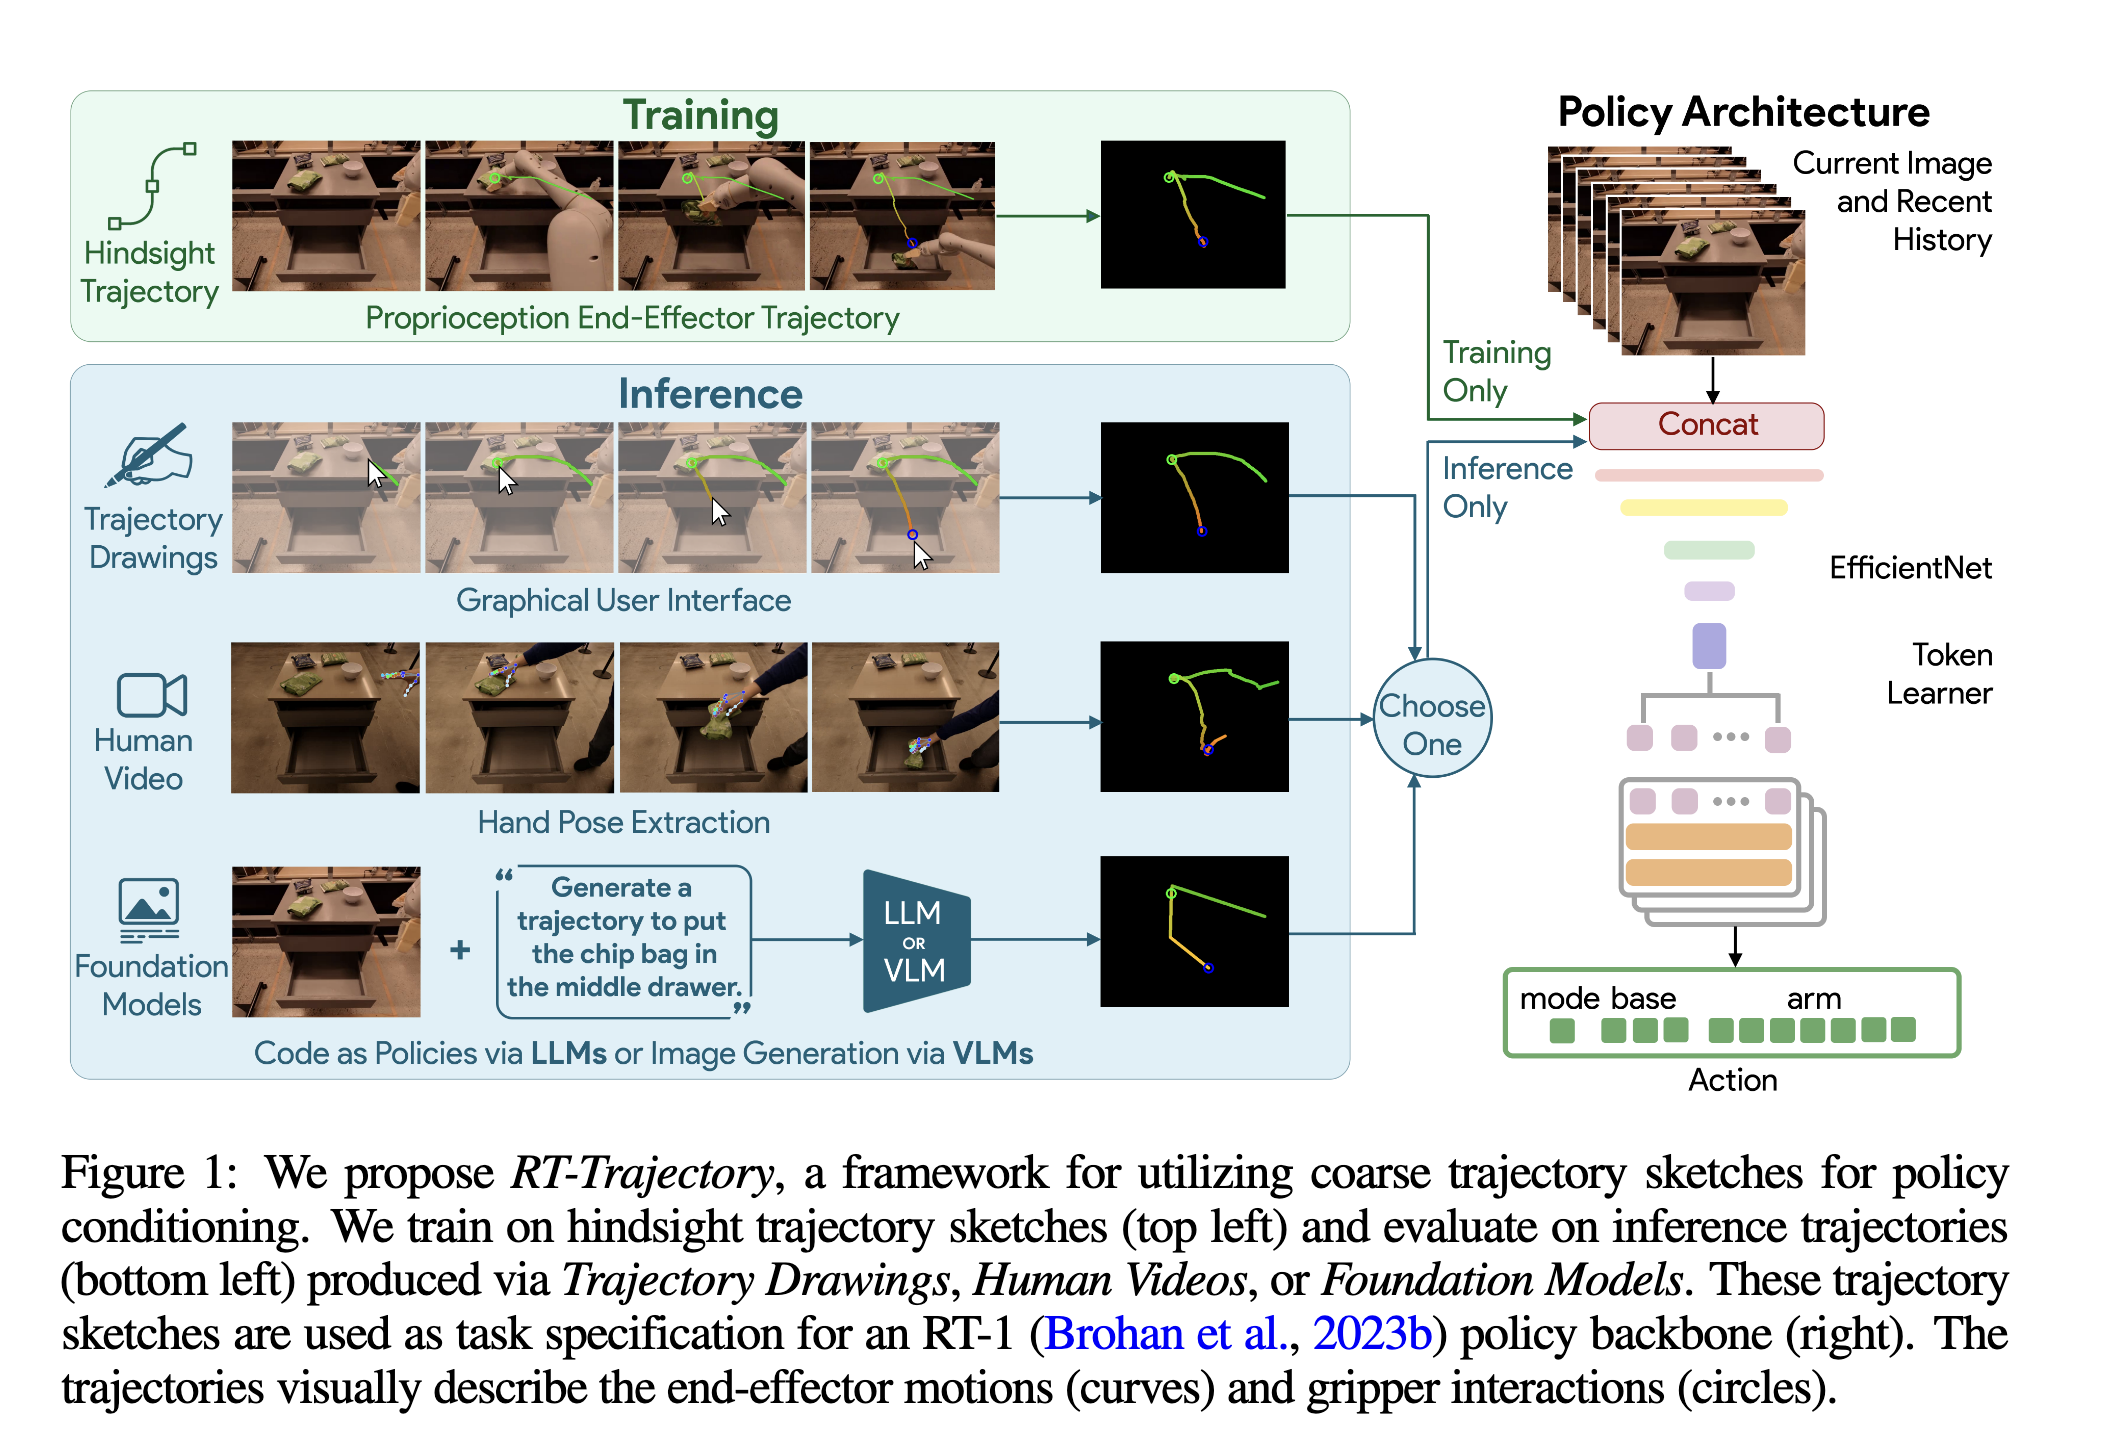 Training
Hindsight
Trajectory
Proprioception End-Effector Trajectory
Inference
Trajectory
Drawings
Graphical User Interface
Human
Video
Hand Pose Extraction
Foundation
Models
+
“
Generate a
trajectory to put
the chip bag in
the middle drawer.
”
LLM
OR
VLM
Code as Policies via LLMs or Image Generation via VLMs
Choose
One
Training
Only
Inference
Only
Policy Architecture
Current Image
and Recent
History
Concat
EfficientNet
Token
Learner
mode base arm
Action
Figure 1: We propose RT-Trajectory, a framework for utilizing coarse trajectory sketches for policy
conditioning. We train on hindsight trajectory sketches (top left) and evaluate on inference trajectories
(bottom left) produced via Trajectory Drawings, Human Videos, or Foundation Models. These trajectory
sketches are used as task specification for an RT-1 (Brohan et al., 2023b) policy backbone (right). The
trajectories visually describe the end-effector motions (curves) and gripper interactions (circles).